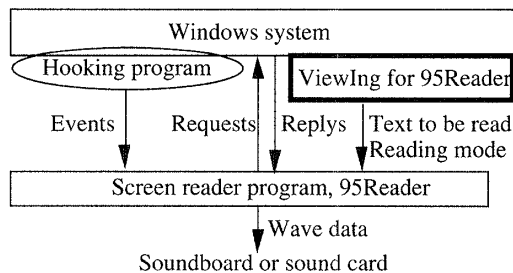 Windows system
Hooking program
ViewIng for 95Reader
Events
Requests
Replys
Text to be read
Reading mode
Screen reader program, 95Reader
Wave data
Soundboard or sound card